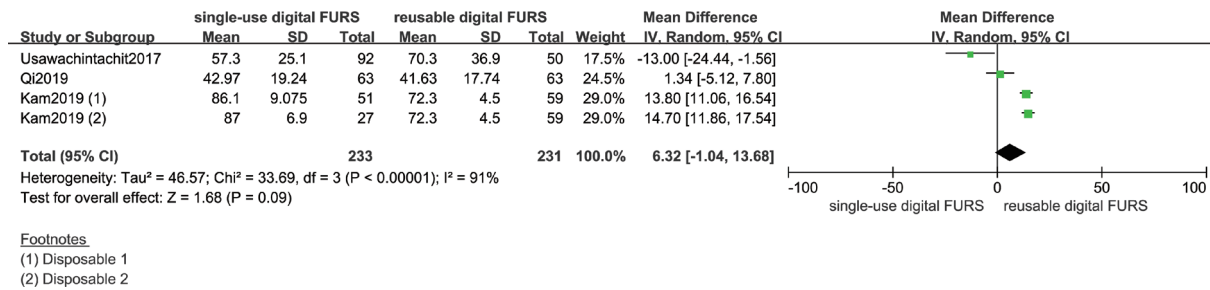 single-use digital FURS reusable digital FURS Mean Difference Mean Difference
Study or Subgroup Mean SD Total Mean SD Total Weight IV, Random, 95% CI IV, Random, 95% CI
Usawachintachit2017 57.3 25.1 92 70.3 36.9 50 17.5% -13.00 [-24.44, -1.56]
Qi2019 42.97 19.24 63 41.63 17.74 63 24.5% 1.34 [-5.12, 7.80]
Kam2019 (1) 86.1 9.075 51 72.3 4.5 59 29.0% 13.80 [11.06, 16.54]
Kam2019 (2) 87 6.9 27 72.3 4.5 59 29.0% 14.70 [11.86, 17.54]
Total (95% CI) 233 231 100.0% 6.32 [-1.04, 13.68]
Heterogeneity: Tau² = 46.57; Chi² = 33.69, df = 3 (P < 0.00001); I² = 91%
Test for overall effect: Z = 1.68 (P = 0.09)
-100 -50 0 50 100
single-use digital FURS reusable digital FURS
Footnotes
(1) Disposable 1
(2) Disposable 2